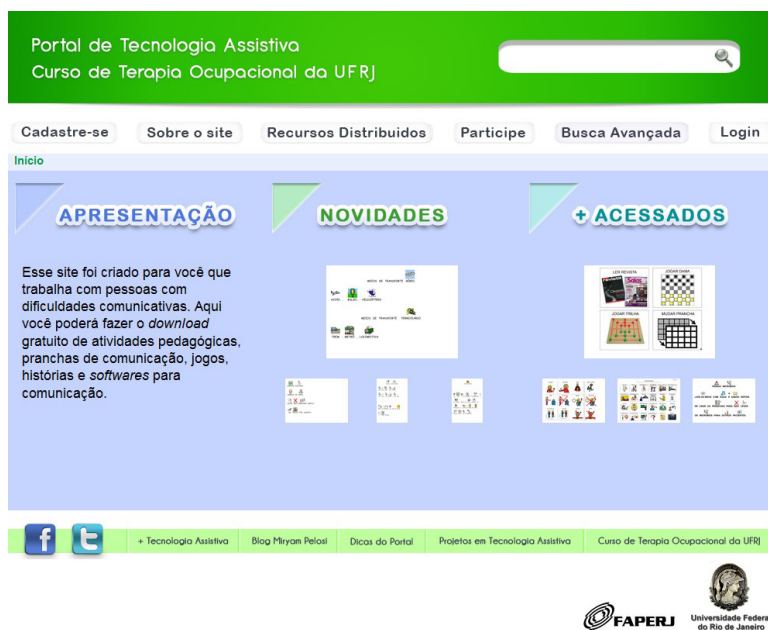 Portal de Tecnologia Assistiva
Curso de Terapia Ocupacional da UFRJ
Cadastre-se
Sobre o site
Recursos Distribuidos
Participe
Busca Avançada
Login
Início
APRESENTAÇÃO
NOVIDADES
+ ACESSADOS
Esse site foi criado para você que
trabalha com pessoas com
dificuldades comunicativas. Aqui
você poderá fazer o download
gratuito de atividades pedagógicas,
pranchas de comunicação, jogos,
histórias e softwares para
comunicação.
LER REVISTA
JOGAR DAMA
JOGAR TRILHA
MUDAR PRANCHA
+ Tecnologia Assistiva
Blog Miryam Pelosi
Dicas do Portal
Projetos em Tecnologia Assistiva
Curso de Terapia Ocupacional da UFRJ
FAPERJ
Universidade Federa
do Rio de Janeiro